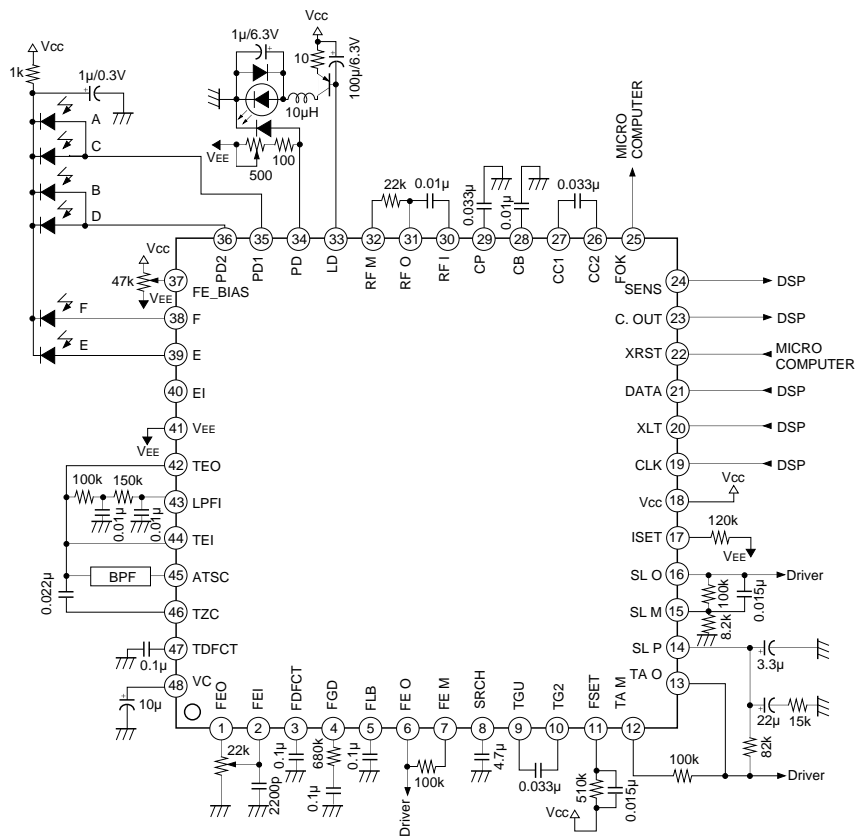 Vcc
1k
1µ/0.3V
A
C
B
D
1µ/6.3V
Vcc
10
100µ/6.3V
10µH
VEE
500
100
MICRO
COMPUTER
22k
0.01µ
0.033µ
0.01µ
0.033µ
36
35
34
33
32
31
30
29
28
27
26
25
PD2
PD1
PD
LD
RF M
RF O
RF I
CP
CB
CC1
CC2
FOK
Vcc
47k
VEE
37
FE_BIAS
38
F
F
39
E
E
40
EI
41
VEE
VEE
42
TEO
100k
150k
43
LPFI
0.01µ
0.01µ
44
TEI
BPF
45
ATSC
0.022µ
46
TZC
47
TDFCT
0.1µ
48
VC
10µ
SENS
24
DSP
C. OUT
23
DSP
XRST
22
MICRO
COMPUTER
DATA
21
DSP
XLT
20
DSP
CLK
19
DSP
Vcc
18
Vcc
ISET
17
120k
VEE
SL O
16
Driver
100k
0.015µ
SL M
15
8.2k
SL P
14
3.3µ
TA O
13
22µ
15k
82k
TA M
12
100k
Driver
FEO
FEI
FDFCT
FGD
FLB
FE O
FE M
SRCH
TGU
TG2
FSET
1
2
3
4
5
6
7
8
9
10
11
22k
2200p
0.1µ
680k
0.1µ
0.1µ
100k
Driver
4.7µ
0.033µ
510k
0.015µ
Vcc